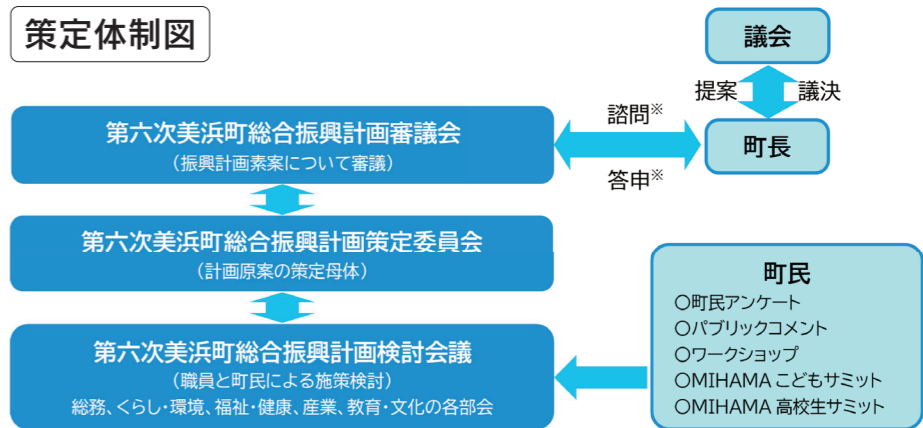 策定体制図
議会
提案
議決
町長
諮問※
答申※
第六次美浜町総合振興計画審議会
（振興計画素案について審議）
第六次美浜町総合振興計画策定委員会
（計画原案の策定母体）
第六次美浜町総合振興計画検討会議
（職員と町民による施策検討）
総務、くらし・環境、福祉・健康、産業、教育・文化の各部会
町民
○町民アンケート
○パブリックコメント
○ワークショップ
○MIHAMA こどもサミット
○MIHAMA 高校生サミット